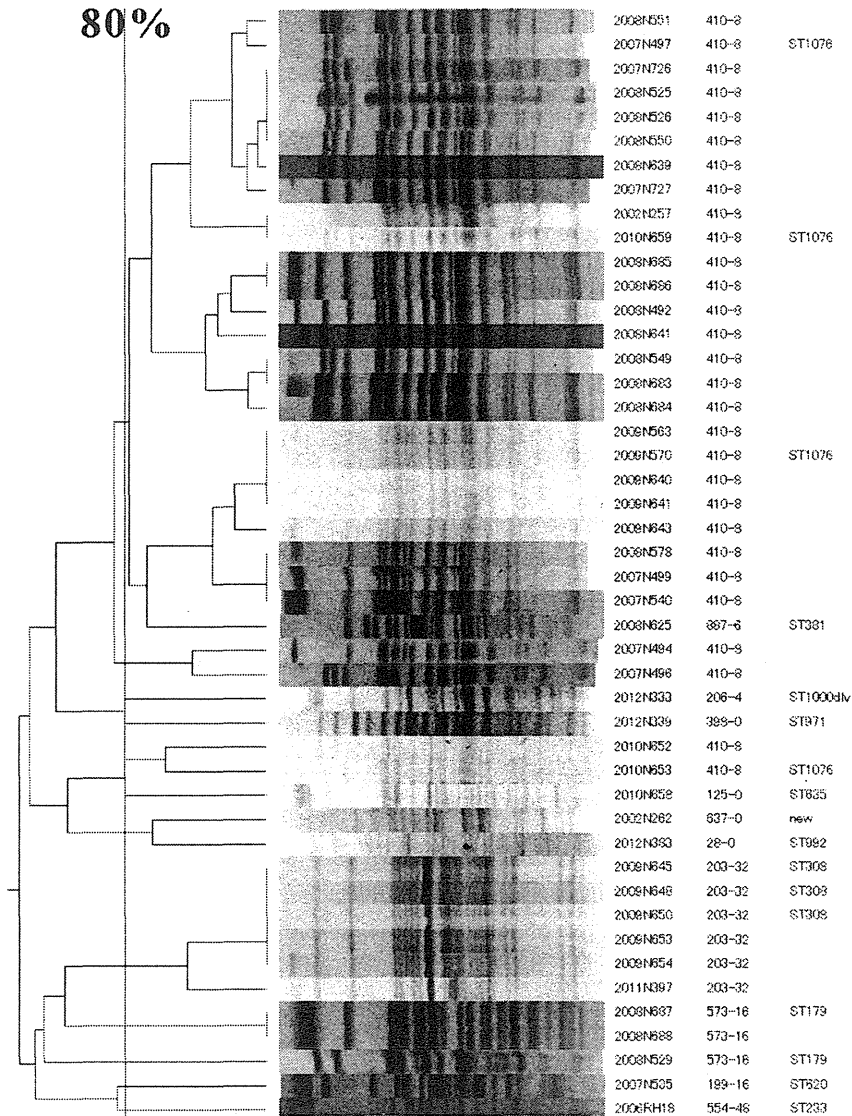 80%
2008N551 410-8
2007N497 410-8 ST1076
2007N726 410-8
2008N525 410-8
2008N526 410-8
2008N550 410-8
2008N639 410-8
2007N727 410-8
2002N257 410-8
2010N659 410-8 ST1076
2008N685 410-8
2008N686 410-8
2008N492 410-8
2008N641 410-8
2008N549 410-8
2008N683 410-8
2008N684 410-8
2009N563 410-8
2009N570 410-8 ST1076
2009N640 410-8
2009N641 410-8
2009N643 410-8
2008N578 410-8
2007N499 410-8
2007N540 410-8
2008N625 867-6 ST381
2007N494 410-8
2007N496 410-8
2012N333 206-4 ST1000dlv
2012N339 398-0 ST971
2010N652 410-8
2010N653 410-8 ST1076
2010N658 125-0 ST635
2002N262 637-0 new
2012N383 28-0 ST992
2009N645 203-32 ST308
2009N648 203-32 ST308
2009N650 203-32 ST308
2009N653 203-32
2009N654 203-32
2011N397 203-32
2008N687 573-16 ST179
2008N688 573-16
2008N529 573-16 ST179
2007N535 199-16 ST620
2006RH18 554-48 ST233